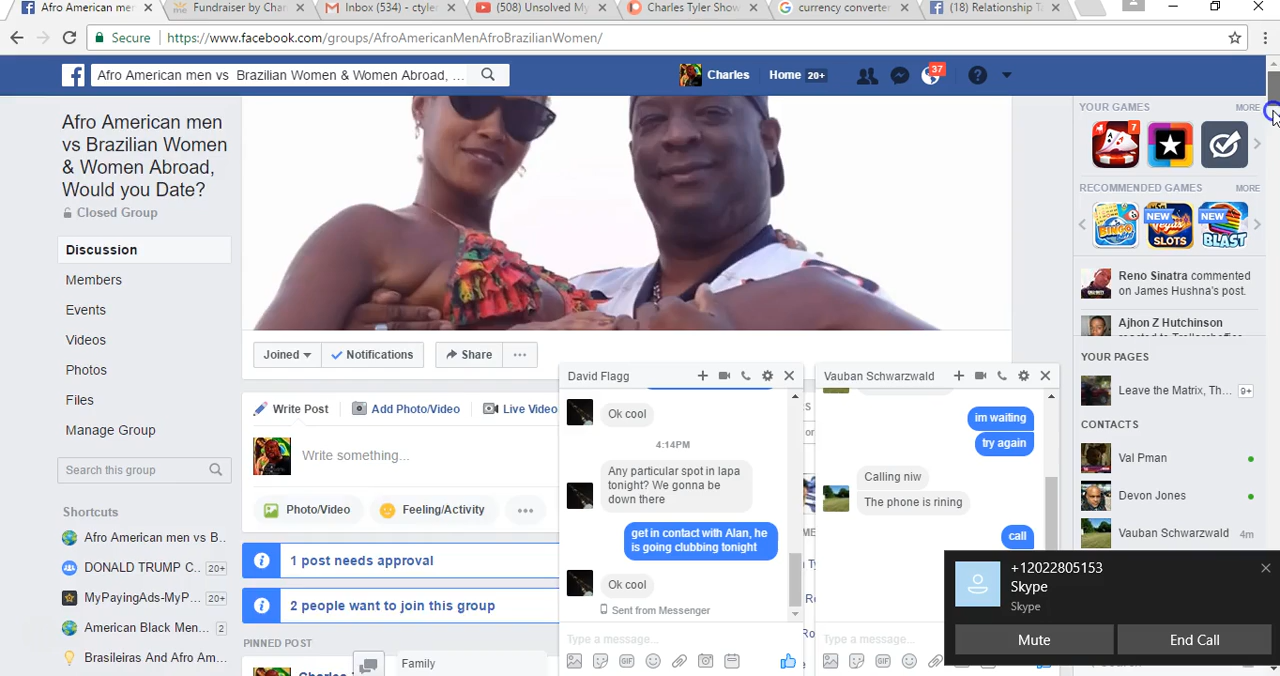 Afro American men
Fundraiser by Char
Inbox (534) - ctyler
(508) Unsolved My
Charles Tyler Show
currency converter
(18) Relationship Ta
Secure
https://www.facebook.com/groups/AfroAmericanMenAfroBrazilianWomen/
Afro American men vs Brazilian Women & Women Abroad, ...
Charles
Home 20+
37
Afro American men
vs Brazilian Women
& Women Abroad,
Would you Date?
Closed Group
Discussion
Members
Events
Videos
Photos
Files
Manage Group
Search this group
Shortcuts
Afro American men vs B...
DONALD TRUMP C... 20+
MyPayingAds-MyP... 20+
American Black Men... 2
Brasileiras And Afro Am...
Joined
Notifications
Share
Write Post
Add Photo/Video
Live Video
Write something...
Photo/Video
Feeling/Activity
1 post needs approval
2 people want to join this group
PINNED POST
Family
David Flagg
Ok cool
4:14PM
Any particular spot in lapa
tonight? We gonna be
down there
get in contact with Alan, he
is going clubbing tonight
Ok cool
Sent from Messenger
Type a message...
GIF
Vauban Schwarzwald
im waiting
try again
Calling niw
The phone is rining
call
Type a message...
GIF
YOUR GAMES
MORE
7
RECOMMENDED GAMES
MORE
BINGO
NEW
SLOTS
NEW
BLAST
Reno Sinatra commented
on James Hushna's post.
Ajhon Z Hutchinson
YOUR PAGES
Leave the Matrix, Th... 9+
CONTACTS
Val Pman
Devon Jones
Vauban Schwarzwald 4m
+12022805153
Skype
Skype
Mute
End Call